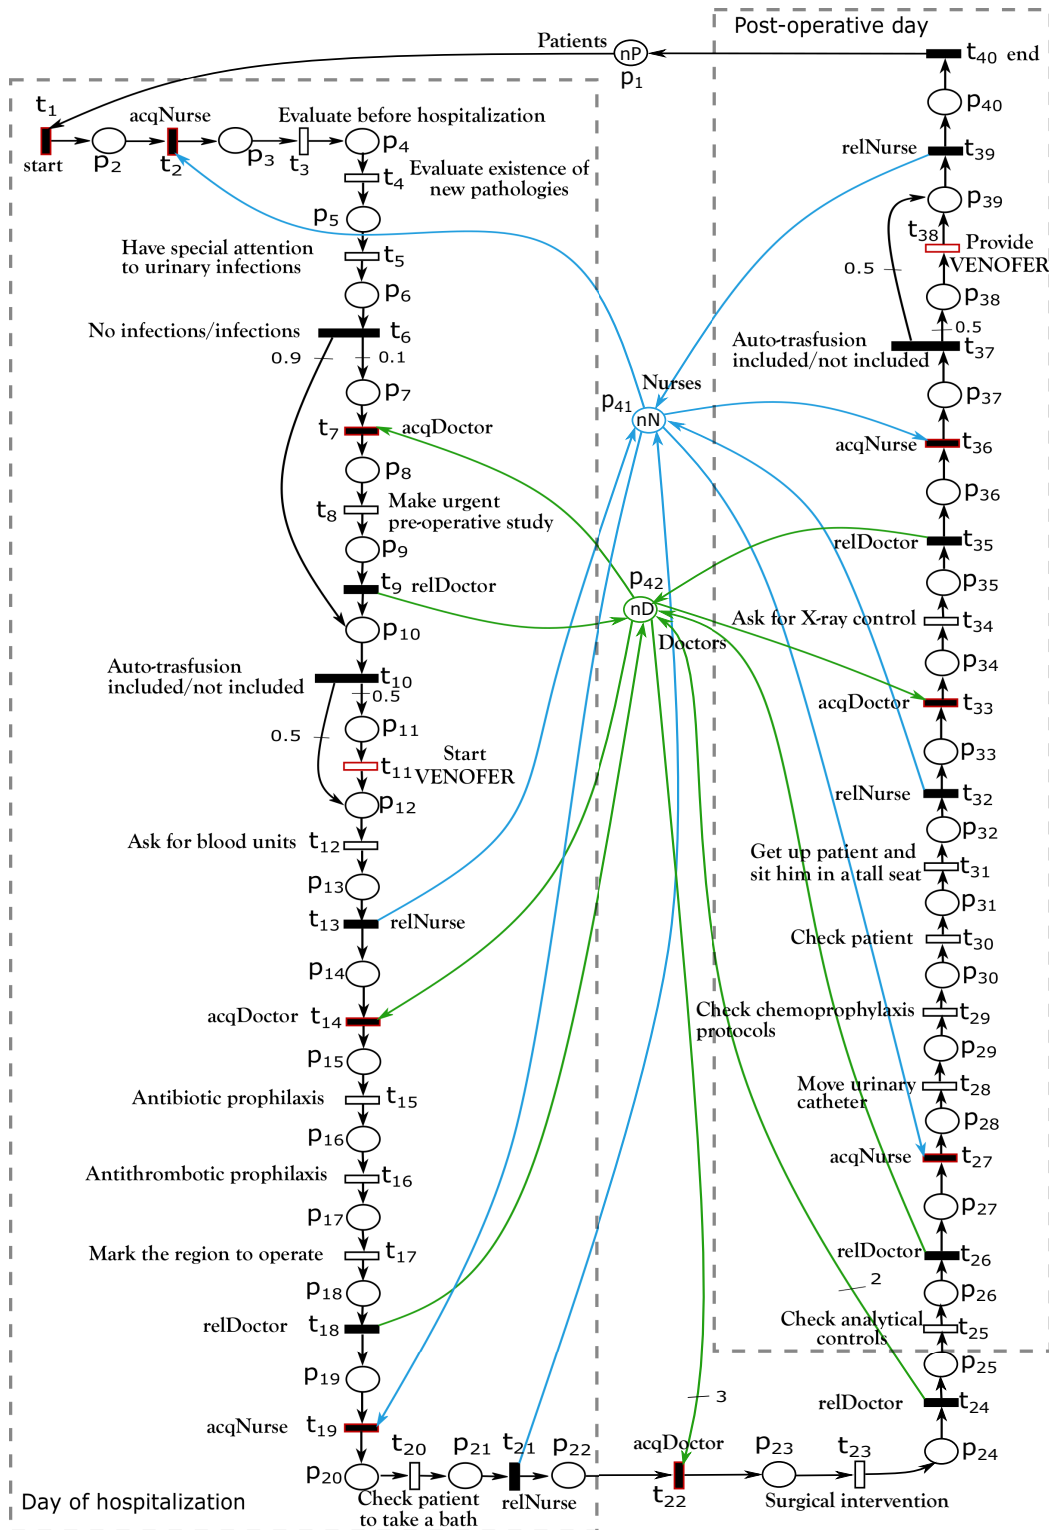 Post-operative day
Patients
nP
p1
t40 end
p40
t1
start
p2
acqNurse
t2
p3
Evaluate before hospitalization
t3
p4
t4
Evaluate existence of
new pathologies
p5
Have special attention
to urinary infections
t5
p6
No infections/infections
t6
0.9
0.1
p7
t7
acqDoctor
p8
t8
Make urgent
pre-operative study
p9
t9 relDoctor
p10
Auto-trasfusion
included/not included
t10
0.5
0.5
p11
t11
Start
VENOFER
p12
Ask for blood units
t12
p13
t13
relNurse
p14
acqDoctor
t14
p15
Antibiotic prophilaxis
t15
p16
Antithrombotic prophilaxis
t16
p17
Mark the region to operate
t17
p18
relDoctor
t18
p19
acqNurse
t19
p20
t20
Check patient
to take a bath
p21
t21
relNurse
p22
Day of hospitalization
Nurses
p41
nN
p42
nD
Doctors
acqDoctor
t22
3
p23
t23
Surgical intervention
p24
relDoctor
t24
2
p25
Check analytical
controls
t25
p26
relDoctor
t26
p27
acqNurse
t27
p28
Move urinary
catheter
t28
p29
Check chemoprophylaxis
protocols
t29
p30
Check patient
t30
p31
Get up patient and
sit him in a tall seat
t31
p32
relNurse
t32
p33
acqDoctor
t33
p34
Ask for X-ray control
t34
p35
relDoctor
t35
p36
acqNurse
t36
p37
Auto-trasfusion
included/not included
t37
0.5
0.5
p38
t38
Provide
VENOFER
p39
relNurse
t39